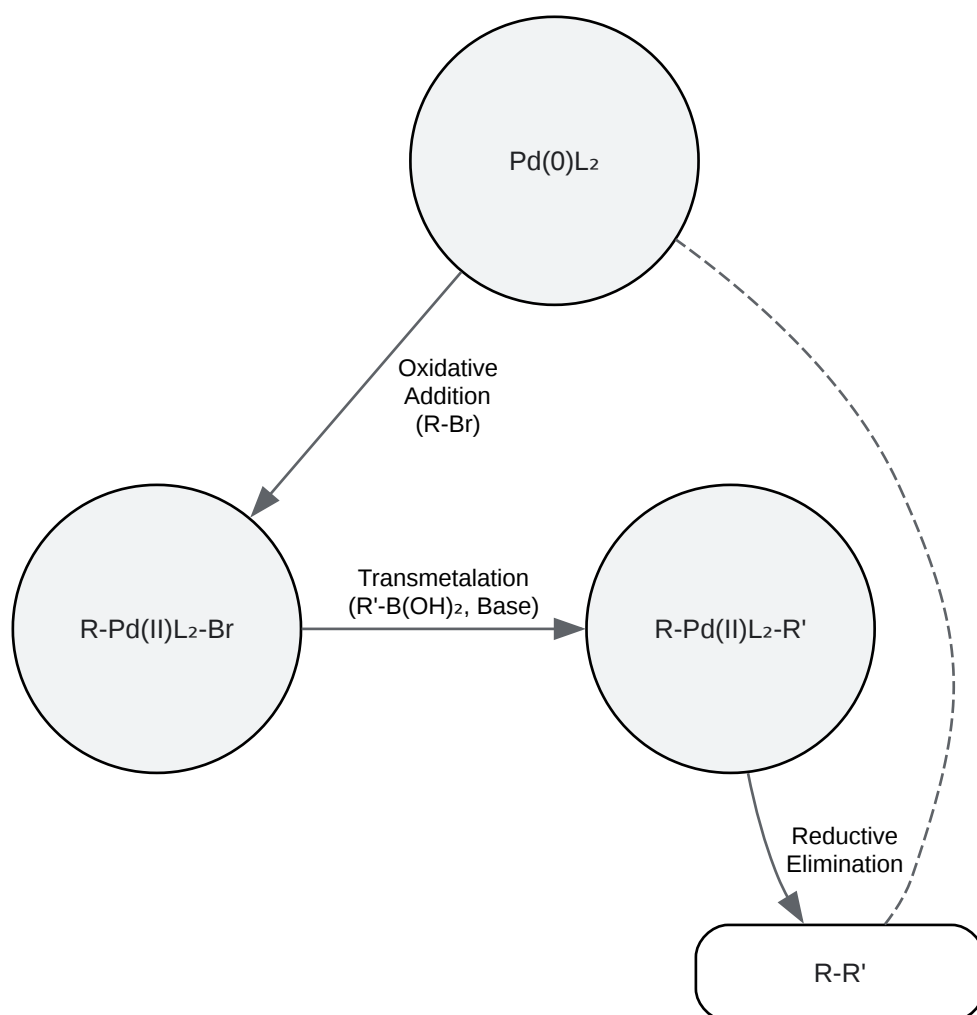 Pd(0)L₂
Oxidative
Addition
(R-Br)
Transmetalation
(R'-B(OH)₂, Base)
R-Pd(II)L₂-Br
R-Pd(II)L₂-R'
Reductive
Elimination
R-R'